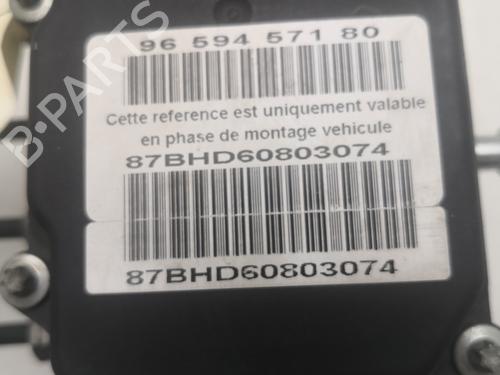 96 594 571 80
Cette reference est uniquement valable
en phase de montage vehicule
87BHD60803074
87BHD60803074
B-PARTS